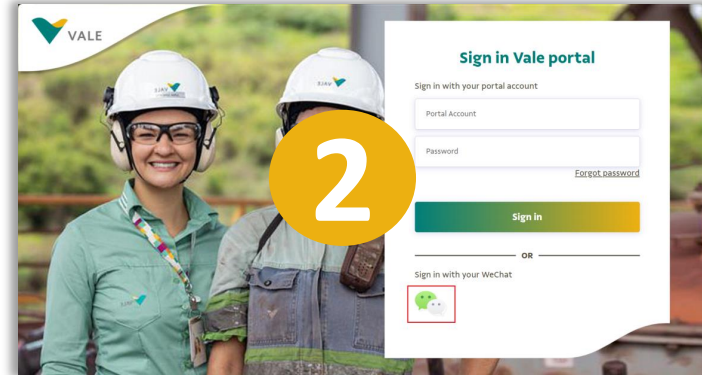 VALE
Sign in Vale portal
Sign in with your portal account
Portal Account
Password
Forgot password
Sign in
OR
Sign in with your WeChat
2
VALE